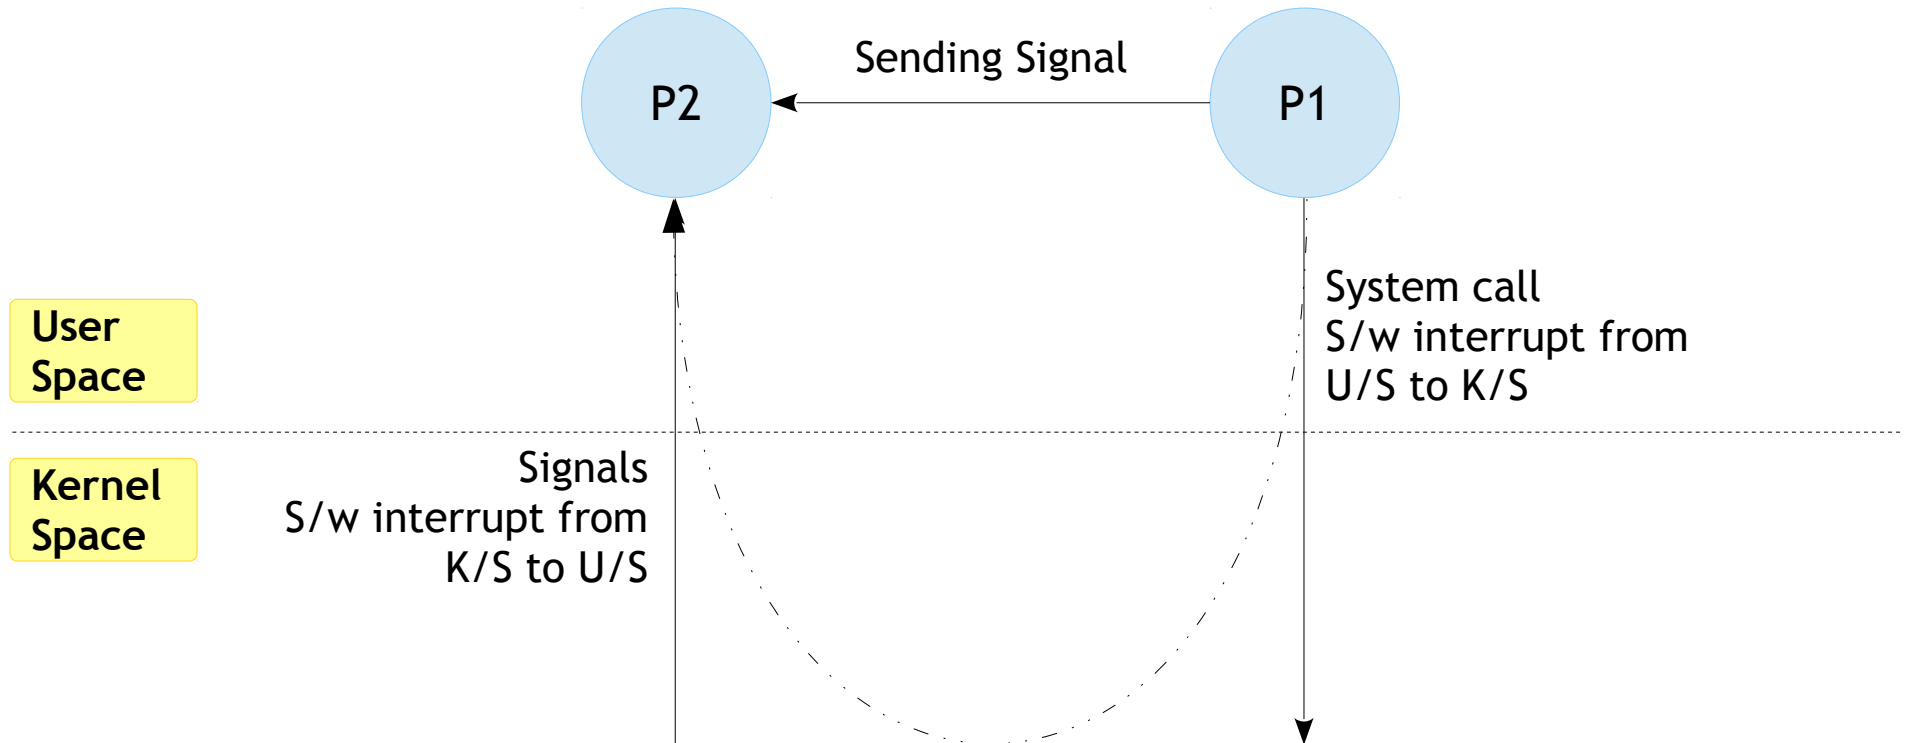 Sending Signal
P2
P1
System call
S/w interrupt from
U/S to K/S
User
Space
Signals
S/w interrupt from
K/S to U/S
Kernel
Space